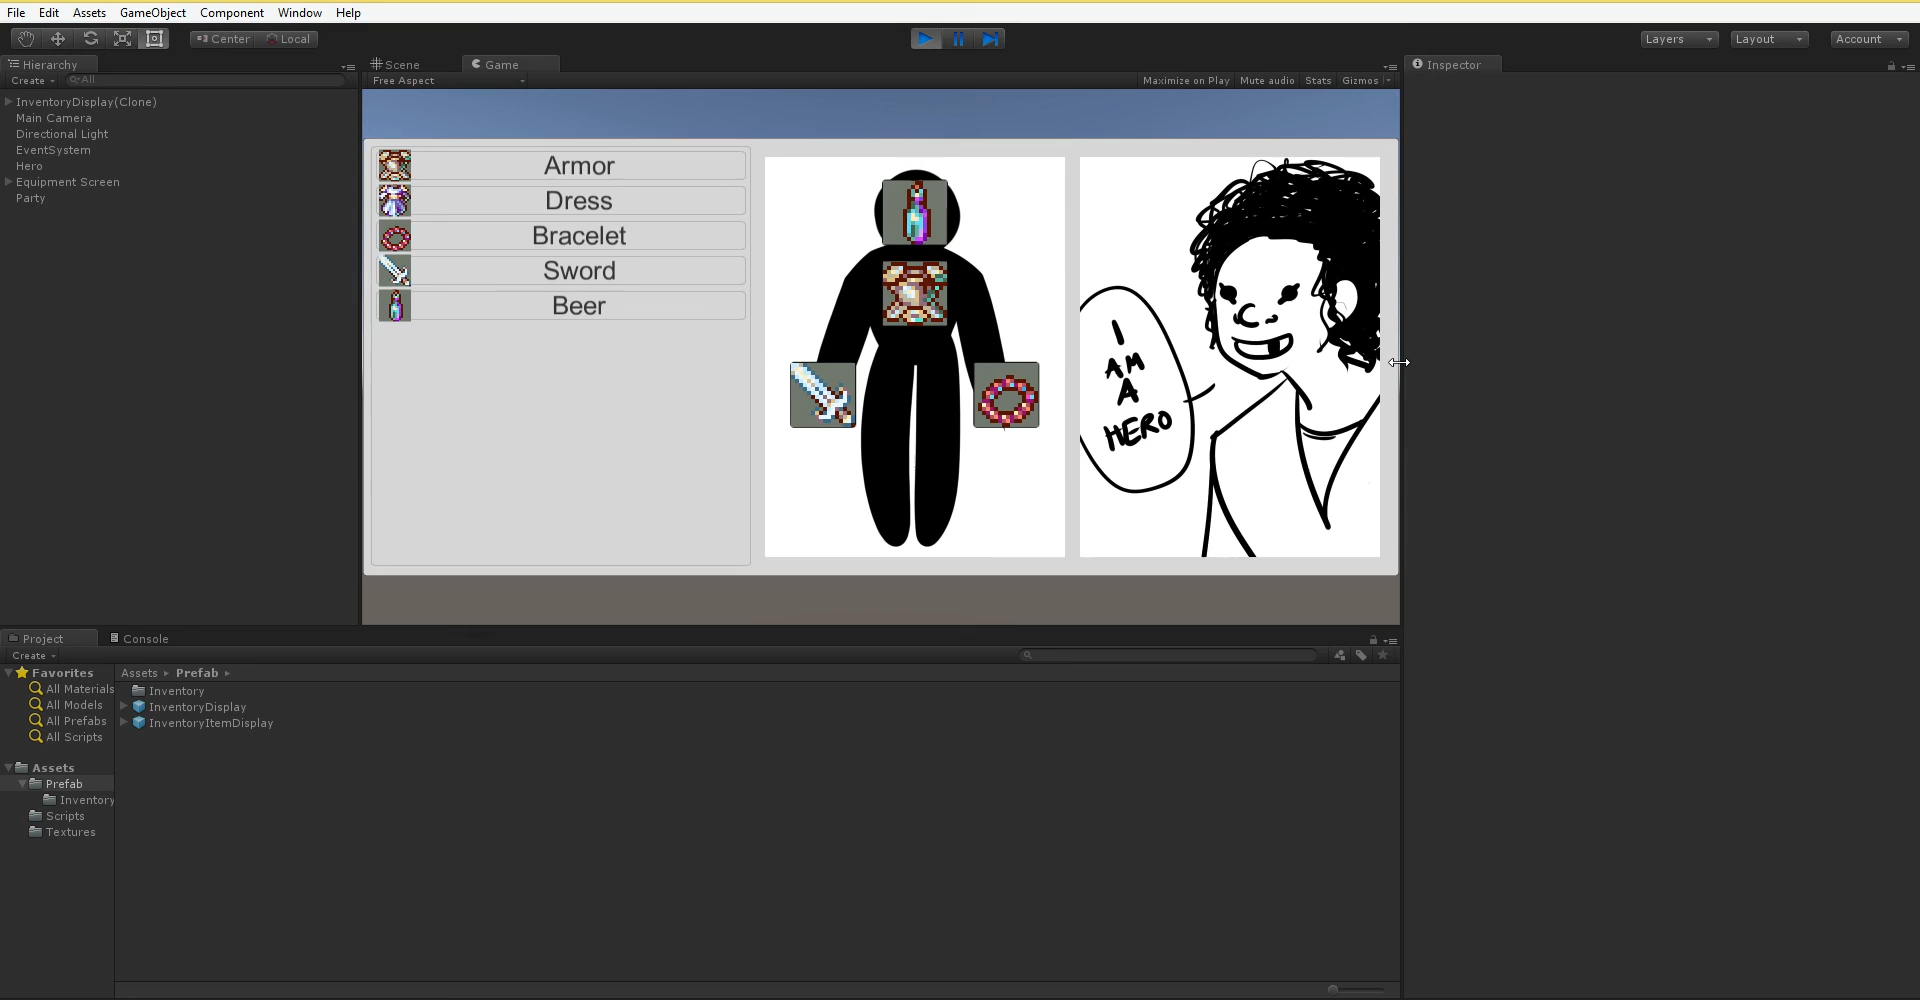 File Edit Assets GameObject Component Window Help
Center Local
Layers Layout Account
Hierarchy
Create All
InventoryDisplay(Clone)
Main Camera
Directional Light
EventSystem
Hero
Equipment Screen
Party
Scene Game
Free Aspect Maximize on Play Mute audio Stats Gizmos
Armor
Dress
Bracelet
Sword
Beer
I
AM
A
HERO
Inspector
Project Console
Create
Favorites
All Materials
All Models
All Prefabs
All Scripts
Assets
Prefab
Inventory
Scripts
Textures
Assets Prefab
Inventory
InventoryDisplay
InventoryItemDisplay